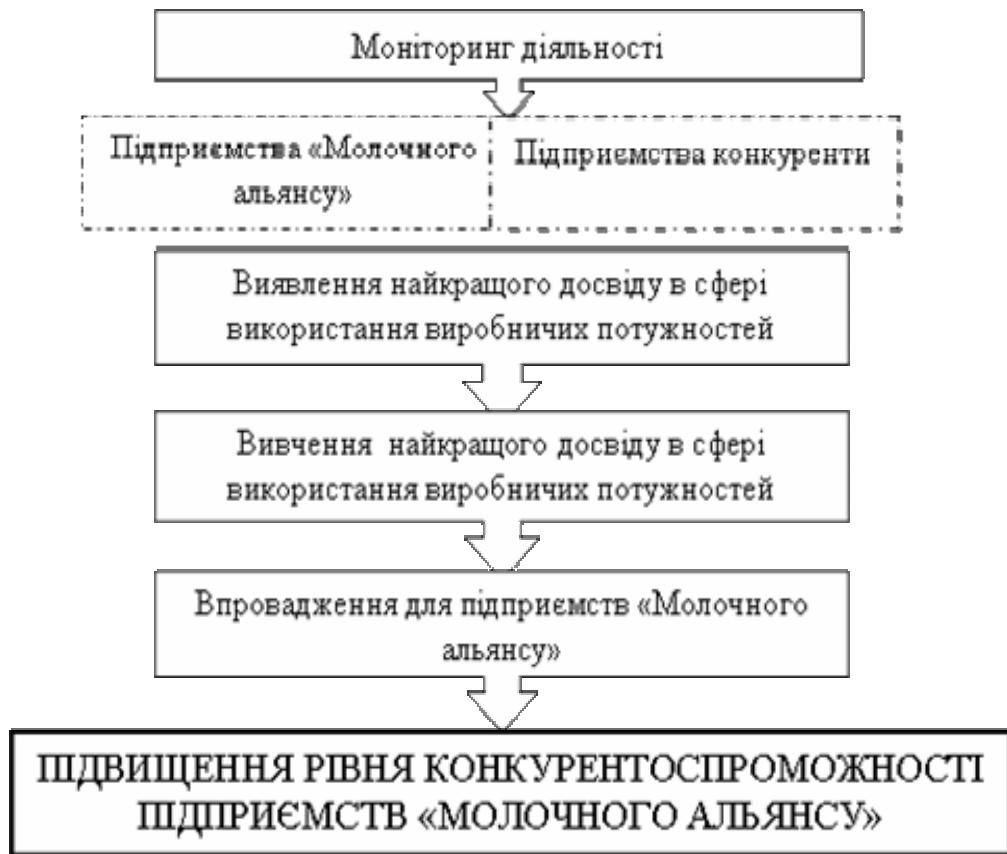 Моніторинг діяльності
Підприємства «Молочного
альянсу»
Підприємства конкуренти
Виявлення найкращого досвіду в сфері
використання виробничих потужностей
Вивчення найкращого досвіду в сфері
використання виробничих потужностей
Впровадження для підприємств «Молочного
альянсу»
ПІДВИЩЕННЯ РІВНЯ КОНКУРЕНТОСПРОМОЖНОСТІ
ПІДПРИЄМСТВ «МОЛОЧНОГО АЛЬЯНСУ»